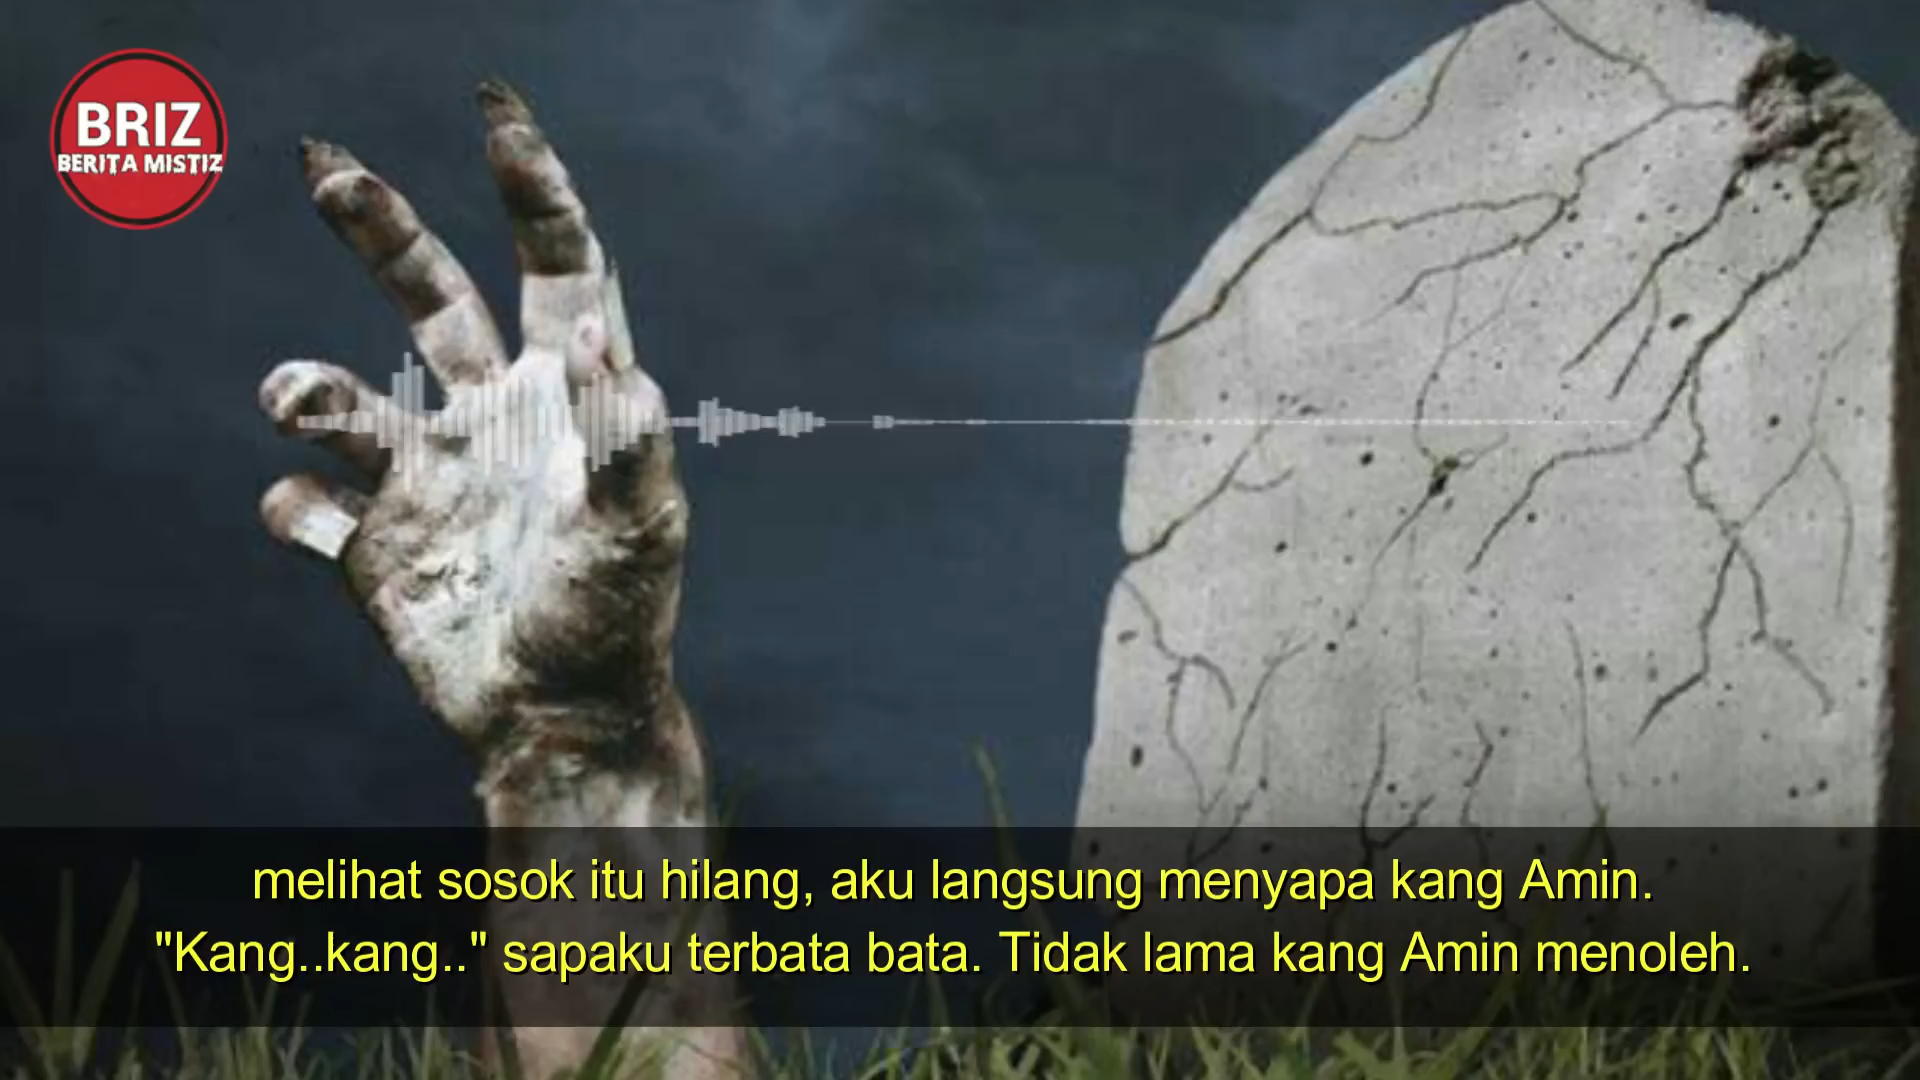 BRIZ
BERITA MISTIZ
melihat sosok itu hilang, aku langsung menyapa kang Amin.
"Kang..kang.." sapaku terbata bata. Tidak lama kang Amin menoleh.